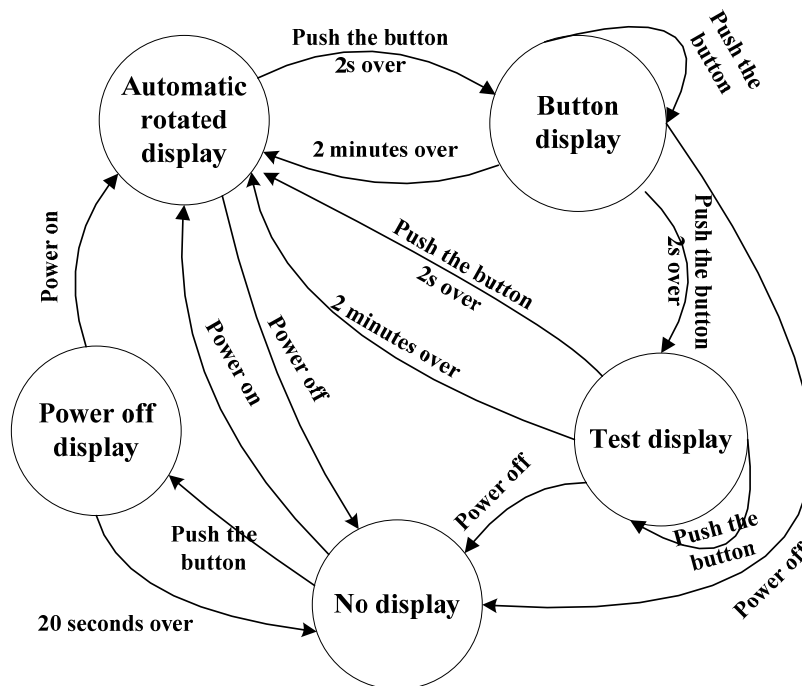 Push the button
2s over
Push the
button
Automatic
rotated
display
Button
display
2 minutes over
Power on
Push the button
2s over
Push the button
2s over
2 minutes over
Power on
Power off
Power off
display
Test display
Power off
Push the
button
Push the
button
Power off
No display
20 seconds over